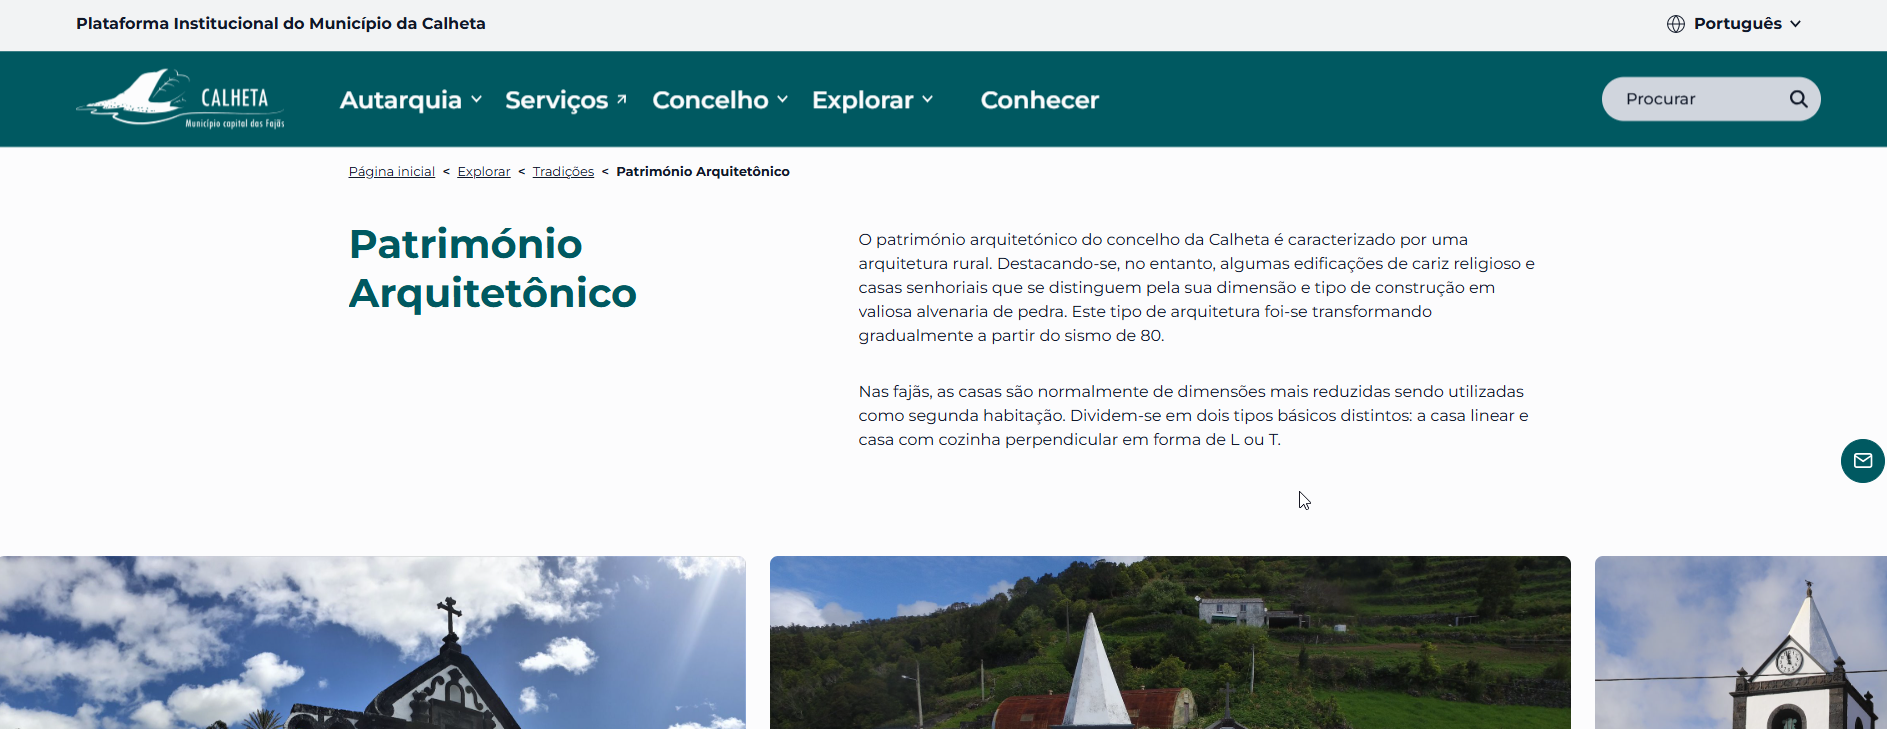 Plataforma Institucional do Município da Calheta
Português
CALHETA
Município capital das Fajãs
Autarquia
Serviços
Concelho
Explorar
Conhecer
Procurar
Página inicial < Explorar < Tradições < Património Arquitetônico
Património
Arquitetônico
O património arquitetónico do concelho da Calheta é caracterizado por uma
arquitetura rural. Destacando-se, no entanto, algumas edificações de cariz religioso e
casas senhoriais que se distinguem pela sua dimensão e tipo de construção em
valiosa alvenaria de pedra. Este tipo de arquitetura foi-se transformando
gradualmente a partir do sismo de 80.
Nas fajãs, as casas são normalmente de dimensões mais reduzidas sendo utilizadas
como segunda habitação. Dividem-se em dois tipos básicos distintos: a casa linear e
casa com cozinha perpendicular em forma de L ou T.